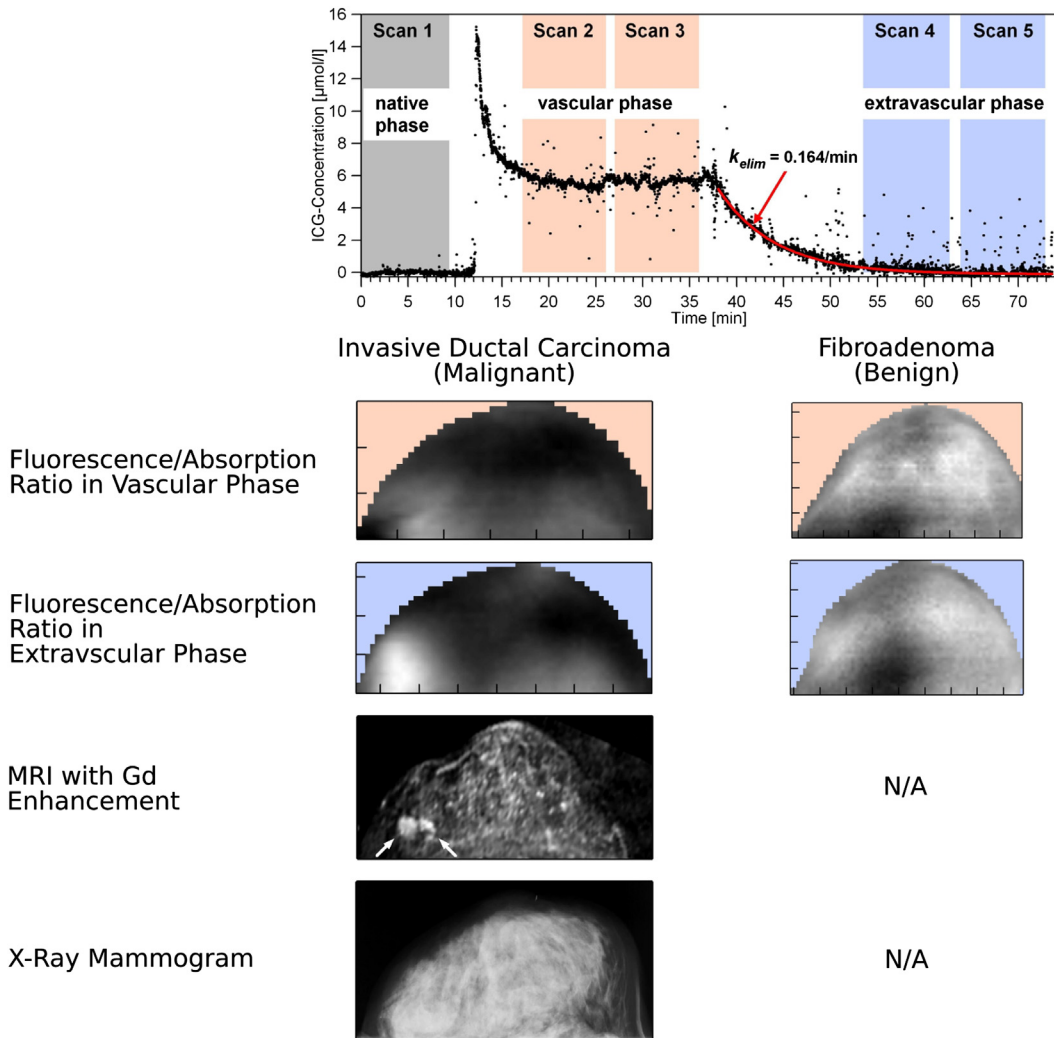 16
14
12
10
8
6
4
2
0
ICG-Concentration [µmol/l]
Scan 1
Scan 2
Scan 3
Scan 4
Scan 5
native
phase
vascular phase
extravascular phase
k_elim = 0.164/min
0 5 10 15 20 25 30 35 40 45 50 55 60 65 70
Time [min]
Invasive Ductal Carcinoma
(Malignant)
Fibroadenoma
(Benign)
Fluorescence/Absorption
Ratio in Vascular Phase
Fluorescence/Absorption
Ratio in
Extravscular Phase
MRI with Gd
Enhancement
N/A
X-Ray Mammogram
N/A